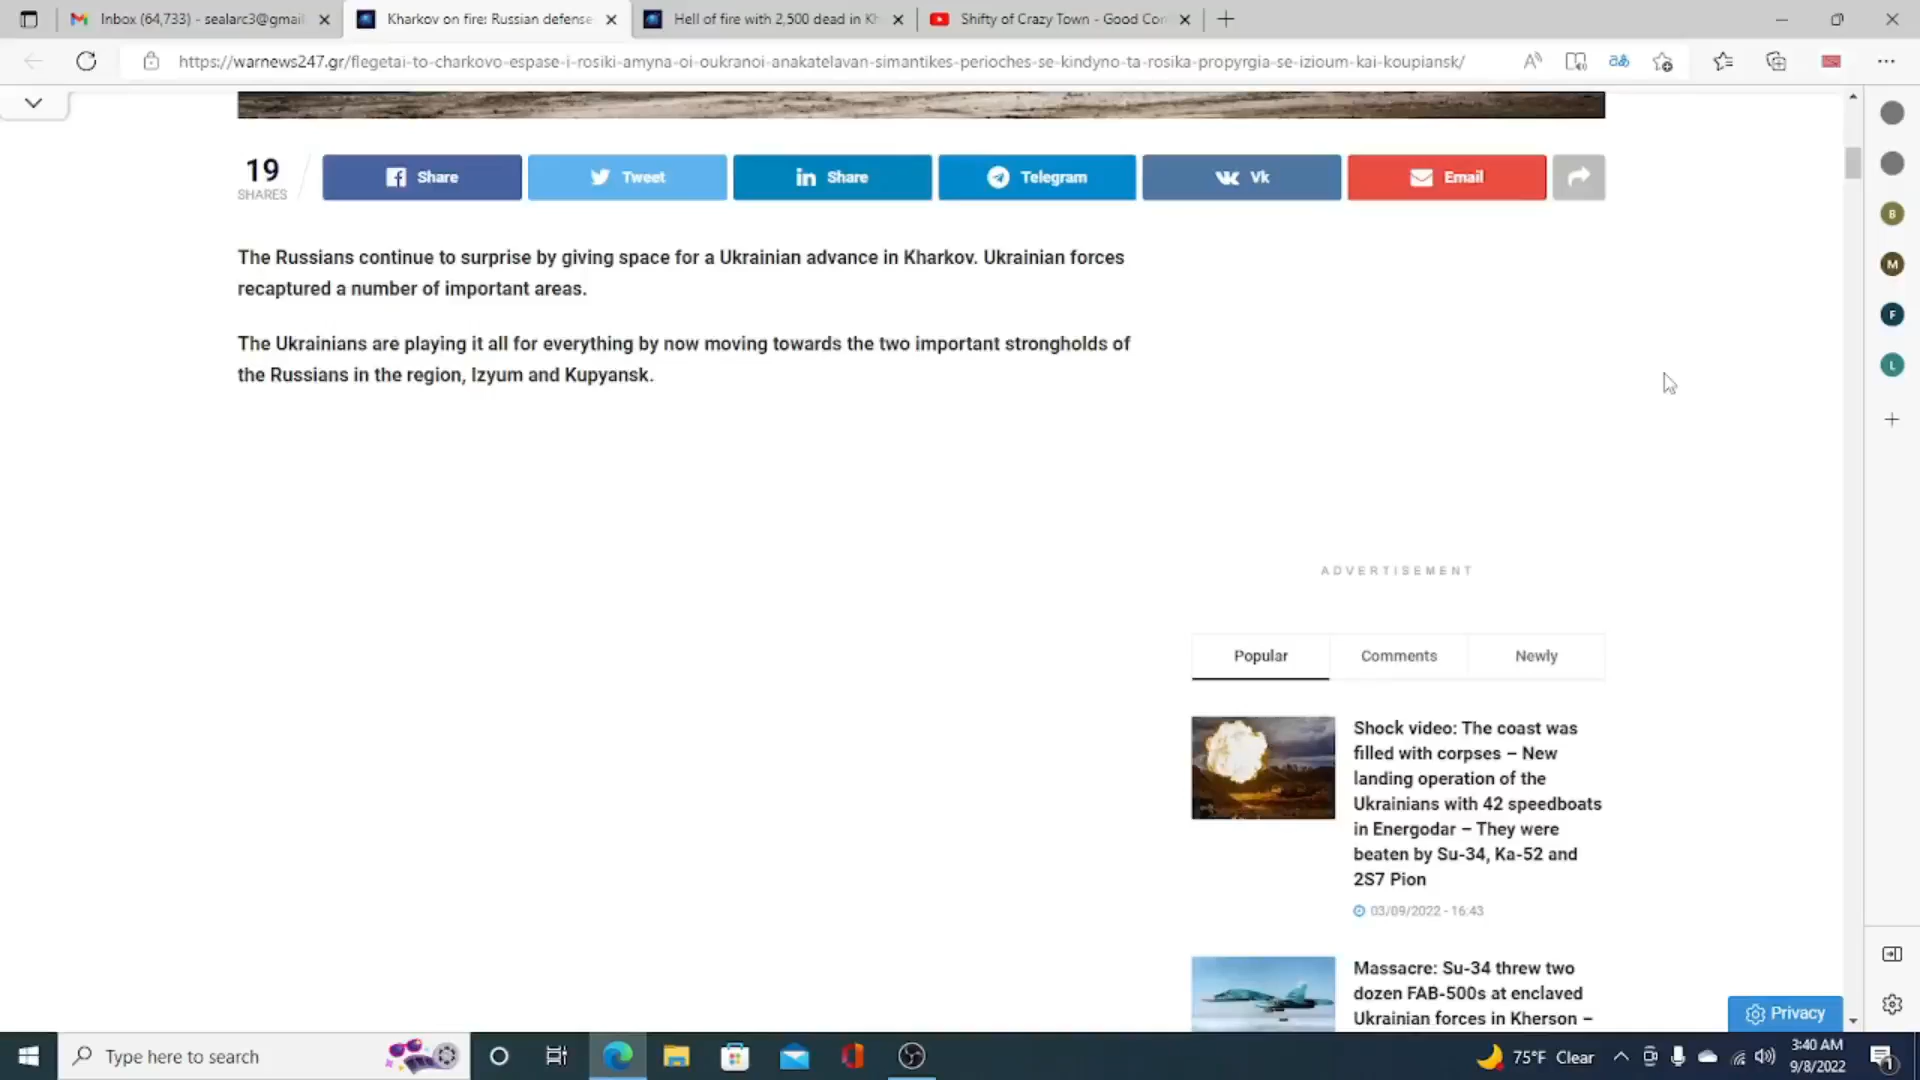 Inbox (64,733) - sealarc3@gmail
Kharkov on fire: Russian defense
Hell of fire with 2,500 dead in Kh
Shifty of Crazy Town - Good Con
https://warnews247.gr/flegetai-to-charkovo-espase-i-rosiki-amyna-oi-oukranoi-anakatelavan-simantikes-perioches-se-kindyno-ta-rosika-propyrgia-se-izioum-kai-koupiansk/
19
SHARES
Share
Tweet
Share
Telegram
Vk
Email
The Russians continue to surprise by giving space for a Ukrainian advance in Kharkov. Ukrainian forces
recaptured a number of important areas.
The Ukrainians are playing it all for everything by now moving towards the two important strongholds of
the Russians in the region, Izyum and Kupyansk.
B
M
F
L
ADVERTISEMENT
Popular
Comments
Newly
Shock video: The coast was
filled with corpses – New
landing operation of the
Ukrainians with 42 speedboats
in Energodar – They were
beaten by Su-34, Ka-52 and
2S7 Pion
03/09/2022 - 16:43
Massacre: Su-34 threw two
dozen FAB-500s at enclaved
Ukrainian forces in Kherson –
Privacy
Type here to search
75°F Clear
3:40 AM
9/8/2022
1